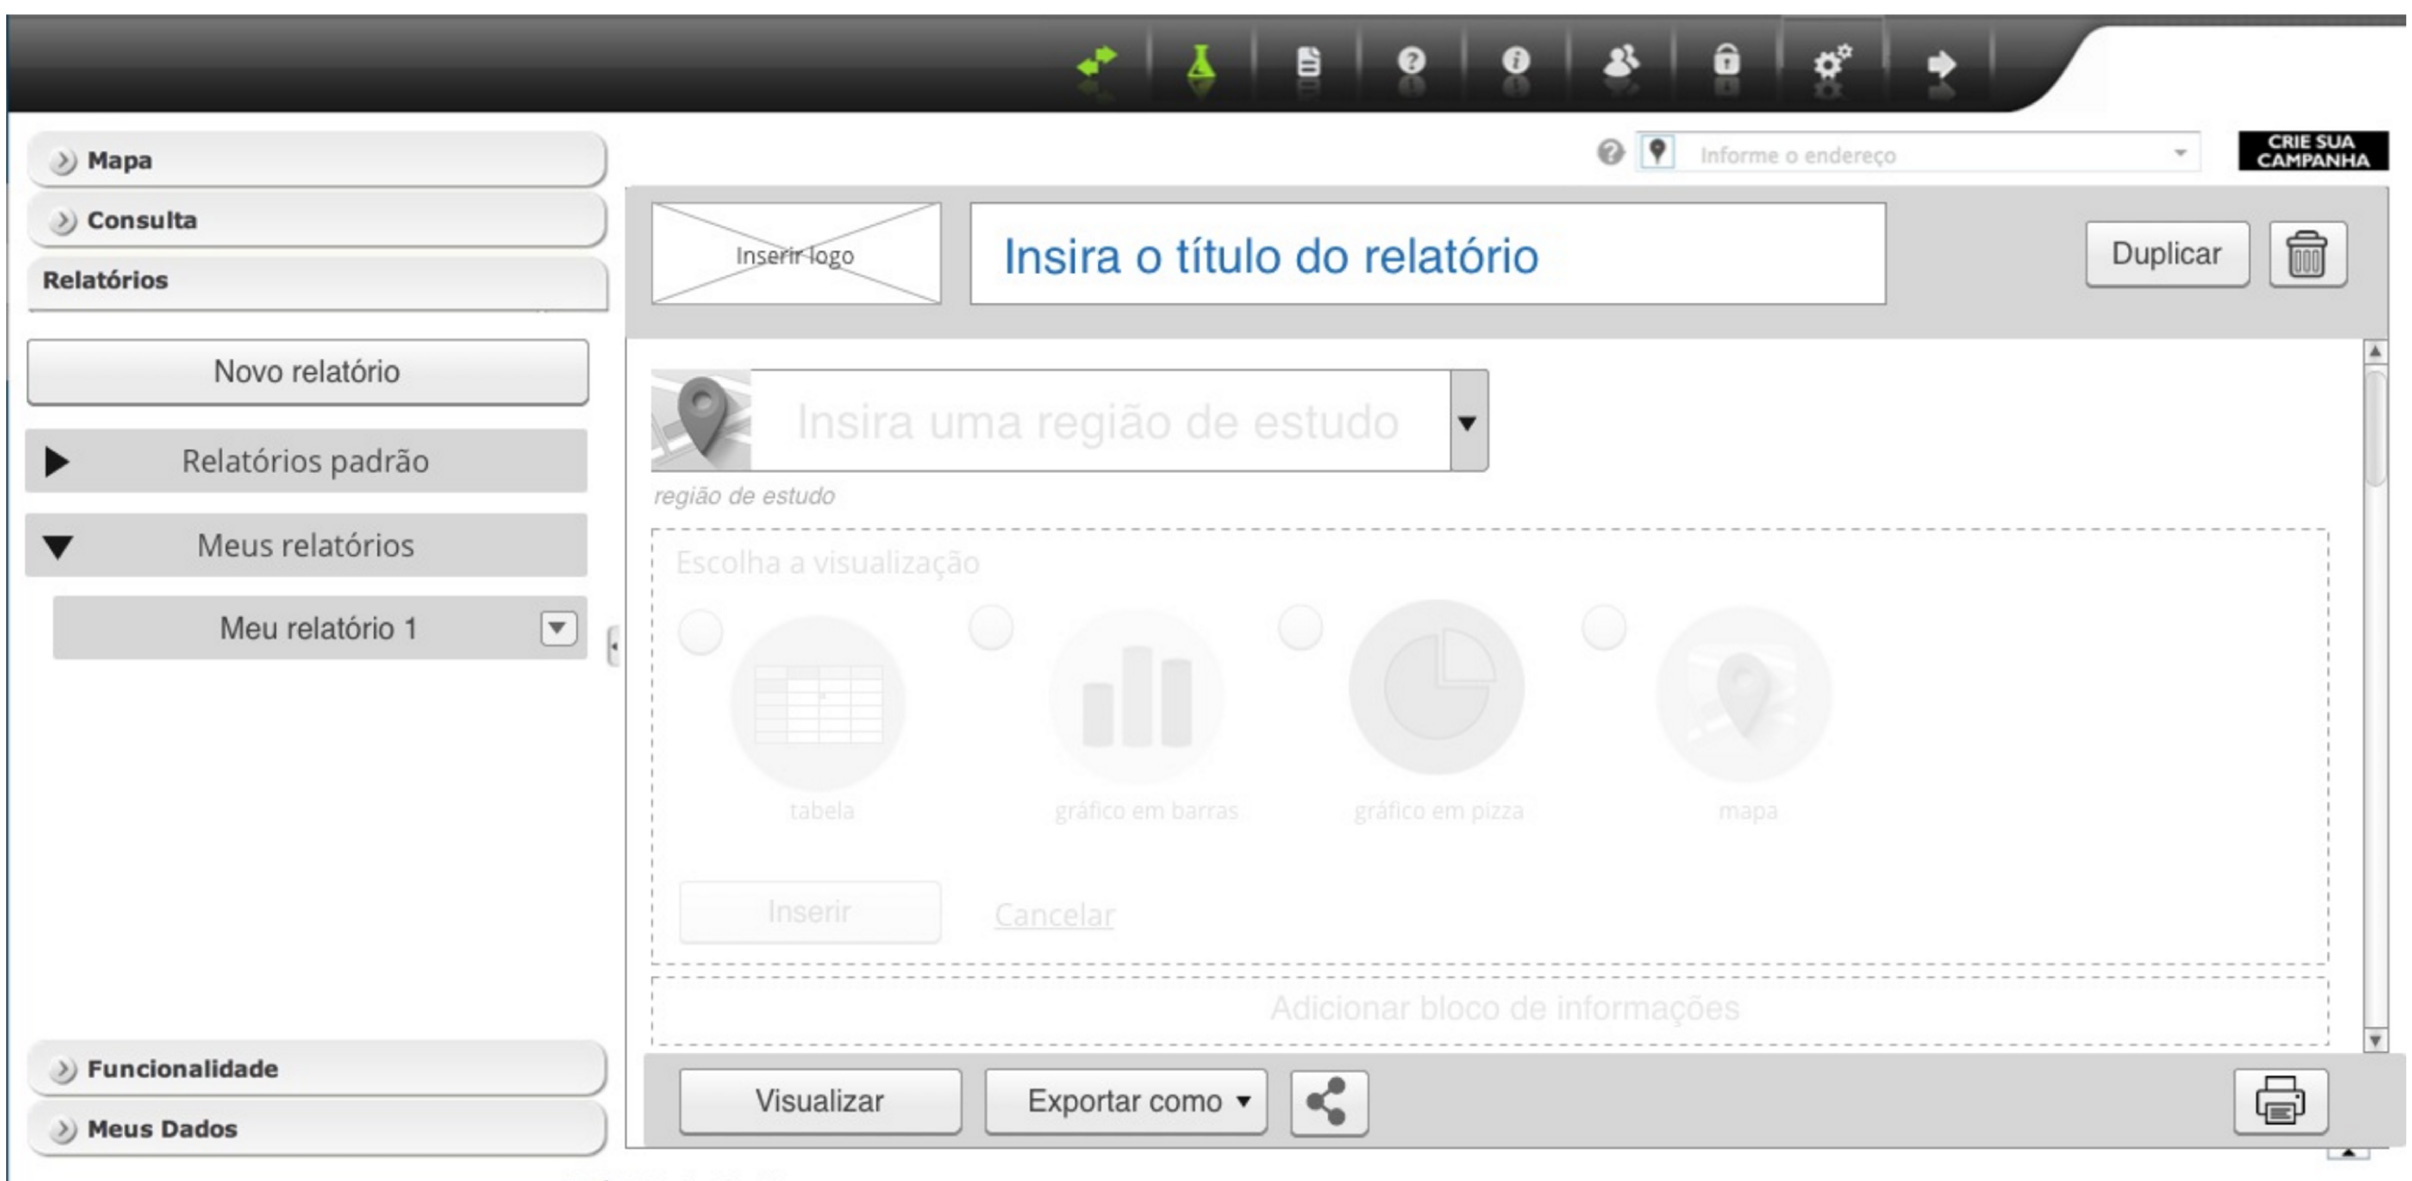 Mapa
Informe o endereço
CRIE SUA
CAMPANHA
Consulta
Relatórios
Inserir logo
Insira o título do relatório
Duplicar
Novo relatório
Relatórios padrão
Meus relatórios
Meu relatório 1
Insira uma região de estudo
região de estudo
Escolha a visualização
tabela
gráfico em barras
gráfico em pizza
mapa
Inserir
Cancelar
Adicionar bloco de informações
Funcionalidade
Meus Dados
Visualizar
Exportar como